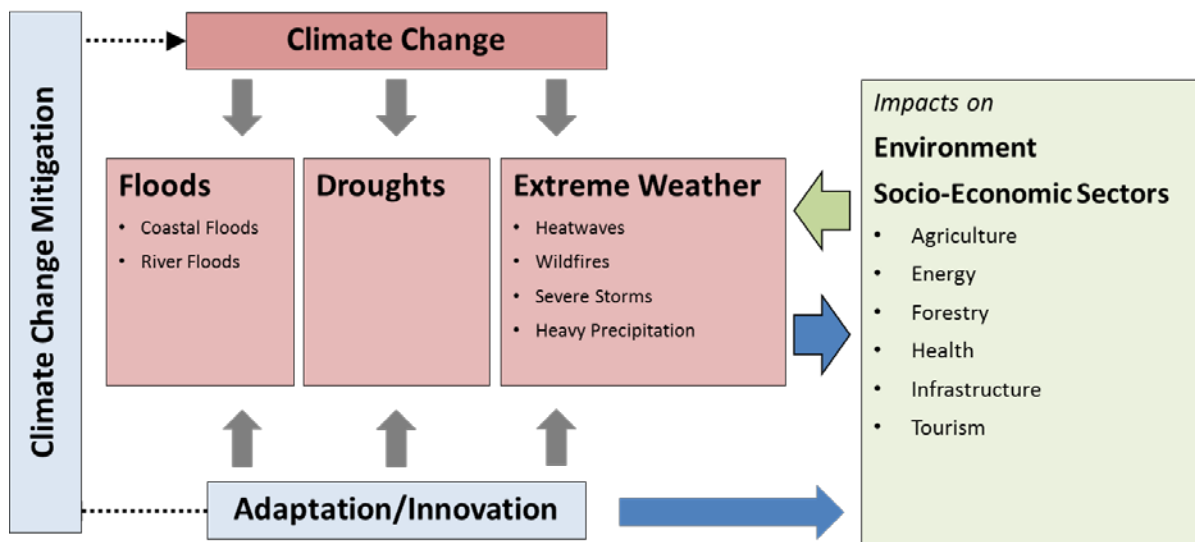 Climate Change Mitigation
Climate Change
Floods
• Coastal Floods
• River Floods
Droughts
Extreme Weather
• Heatwaves
• Wildfires
• Severe Storms
• Heavy Precipitation
Impacts on
Environment
Socio-Economic Sectors
• Agriculture
• Energy
• Forestry
• Health
• Infrastructure
• Tourism
Adaptation/Innovation